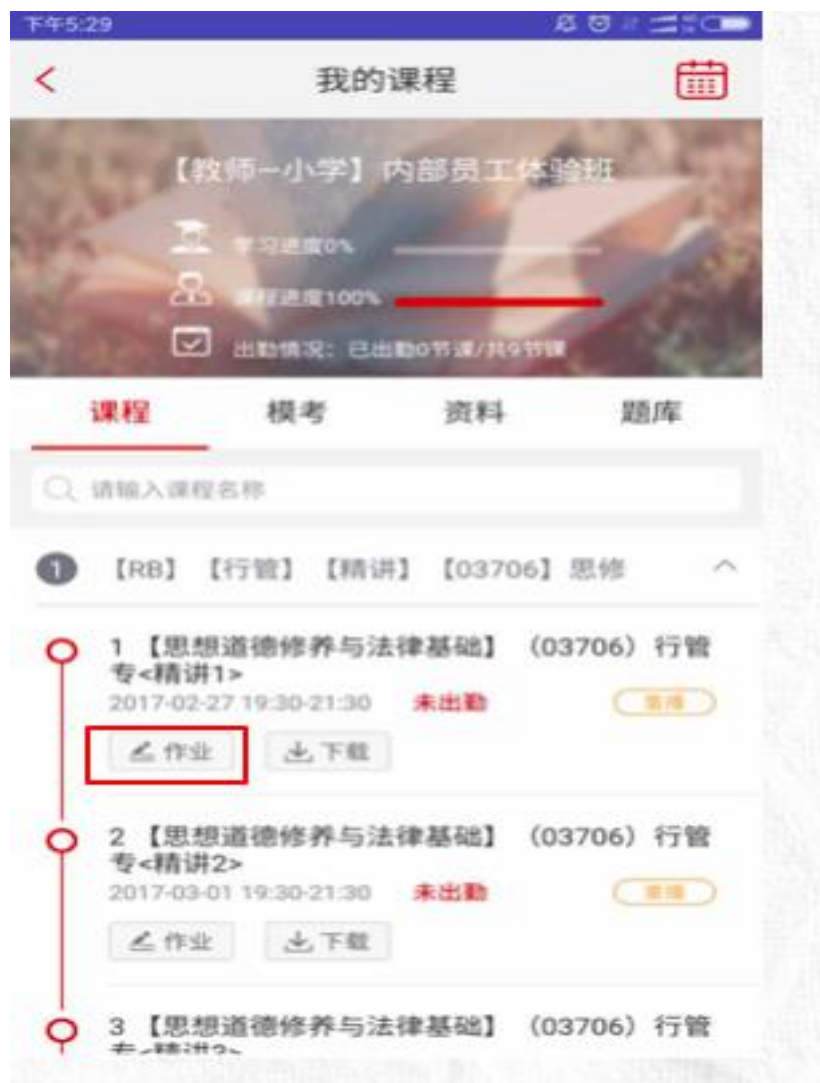 下午5:29
我的课程
【教师-小学】内部员工体验班
学习进度0%
课程进度100%
出勤情况：已出勤0节课/共9节课
课程 模考 资料 题库
请输入课程名称
1 【RB】【行管】【精讲】【03706】思修
1 【思想道德修养与法律基础】（03706）行管
专<精讲1>
2017-02-27 19:30-21:30 未出勤 重播
作业 下载
2 【思想道德修养与法律基础】（03706）行管
专<精讲2>
2017-03-01 19:30-21:30 未出勤 重播
作业 下载
3 【思想道德修养与法律基础】（03706）行管